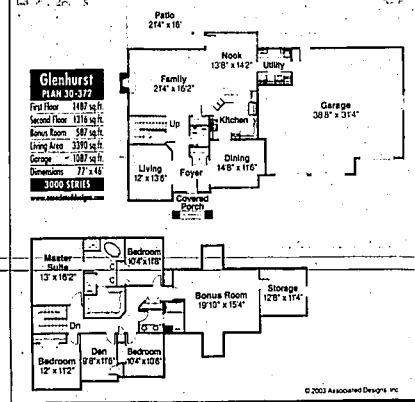 Patio
21'4" x 16'
Nook
13'8" x 14'2"
Utility
Family
21'4" x 16'2"
Garage
38'8" x 31'4"
Up
Kitchen
Living
12' x 13'6"
Foyer
Dining
14'8" x 11'6"
Covered
Porch
Glenhurst
PLAN 30-372
First Floor 1487 sq.ft.
Second Floor 1316 sq.ft.
Bonus Room 587 sq.ft.
Living Area 3390 sq.ft.
Garage 1087 sq.ft.
Dimensions 77' x 46'
3000 SERIES
www.associateddesigns.com
Master
Suite
13' x 16'2"
Bedroom
10'4" x 11'8"
Bonus Room
19'10" x 15'4"
Storage
12'8" x 11'4"
Dn
Bedroom
12' x 11'2"
Den
9'8" x 11'6"
Bedroom
10'4" x 10'6"
© 2003 Associated Designs, Inc.